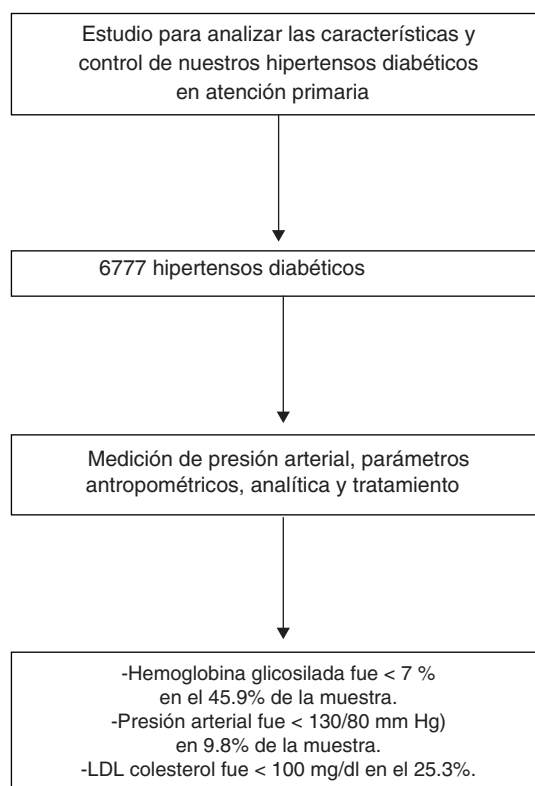 Estudio para analizar las características y
control de nuestros hipertensos diabéticos
en atención primaria
6777 hipertensos diabéticos
Medición de presión arterial, parámetros
antropométricos, analítica y tratamiento
-Hemoglobina glicosilada fue < 7 %
en el 45.9% de la muestra.
-Presión arterial fue < 130/80 mm Hg)
en 9.8% de la muestra.
-LDL colesterol fue < 100 mg/dl en el 25.3%.